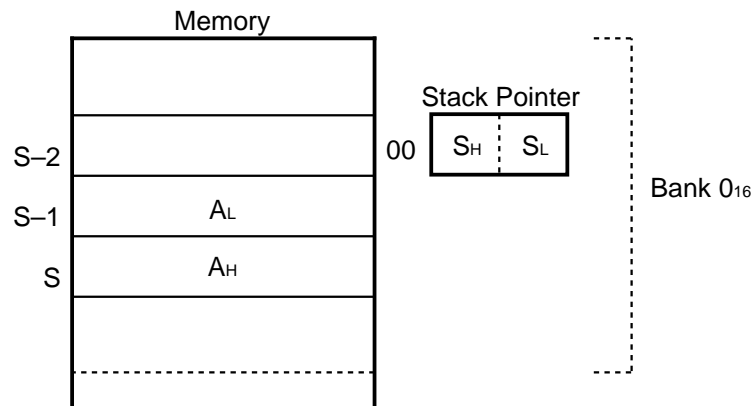 Memory
Stack Pointer
S–2
00
SH
SL
Bank 016
S–1
AL
S
AH